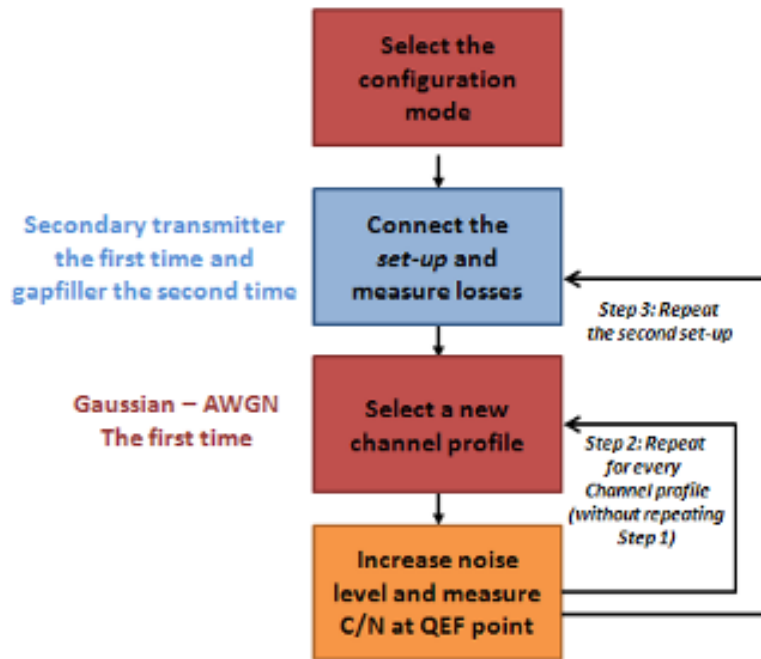 Select the
configuration
mode
Secondary transmitter
the first time and
gapfiller the second time
Connect the
set-up and
measure losses
Step 3: Repeat
the second set-up
Gaussian – AWGN
The first time
Select a new
channel profile
Step 2: Repeat
for every
Channel profile
(without repeating
Step 1)
Increase noise
level and measure
C/N at QEF point